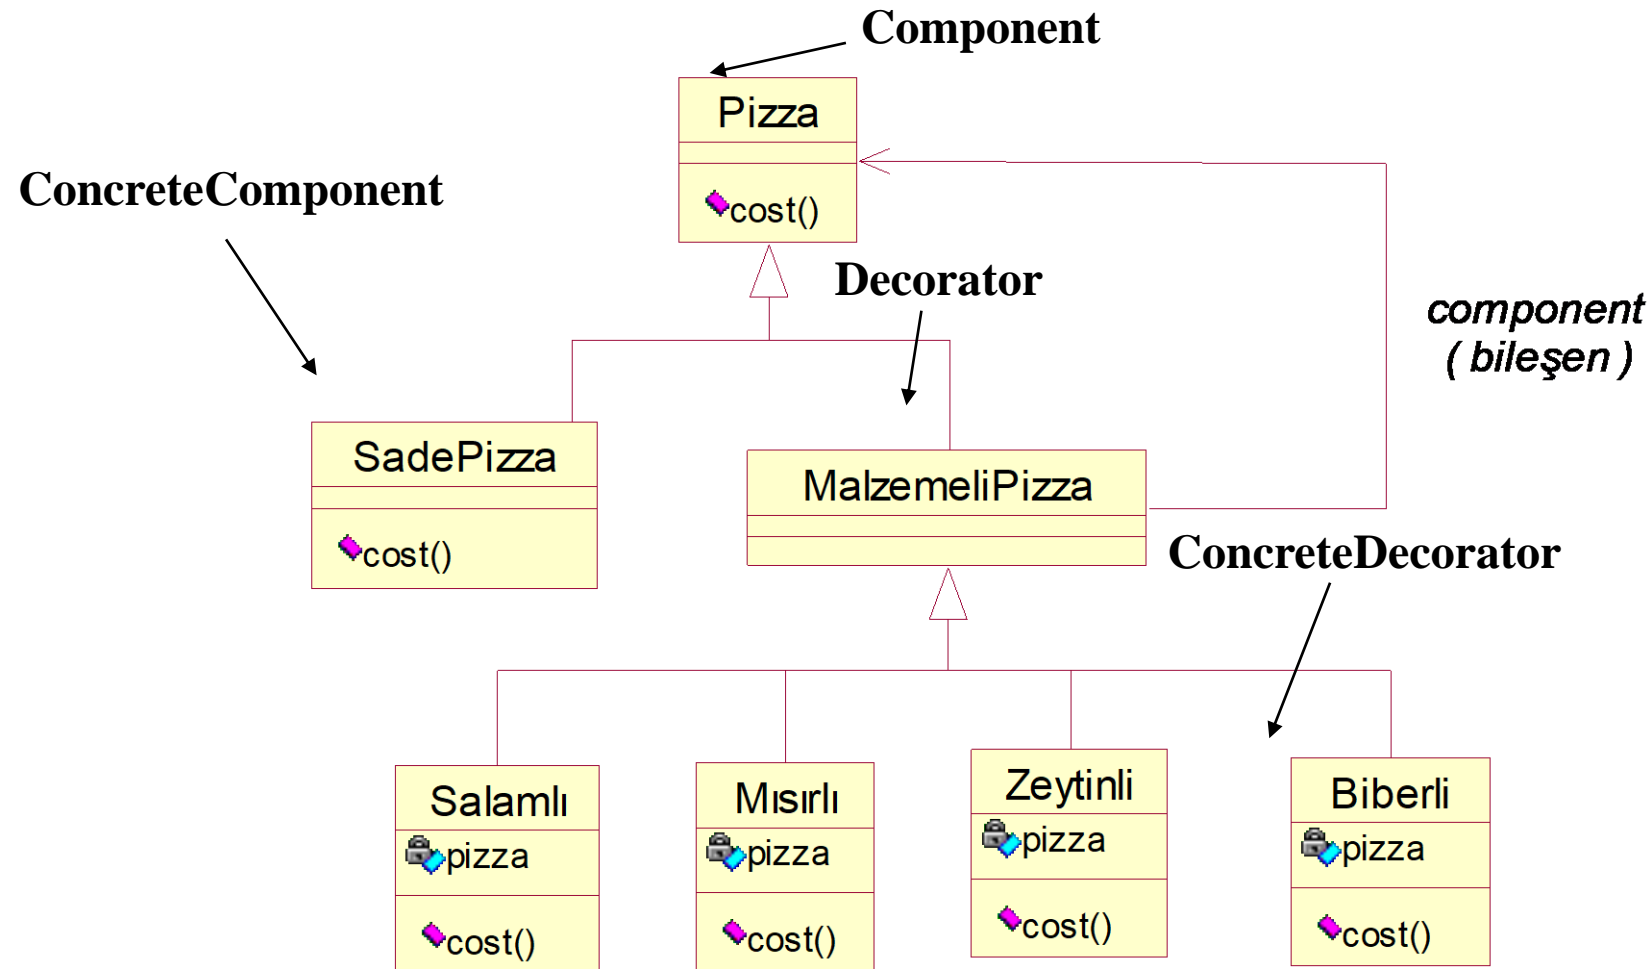 Component
Pizza
cost()
ConcreteComponent
Decorator
component
( bileşen )
SadePizza
cost()
MalzemeliPizza
ConcreteDecorator
Salamlı
pizza
cost()
Mısırlı
pizza
cost()
Zeytinli
pizza
cost()
Biberli
pizza
cost()